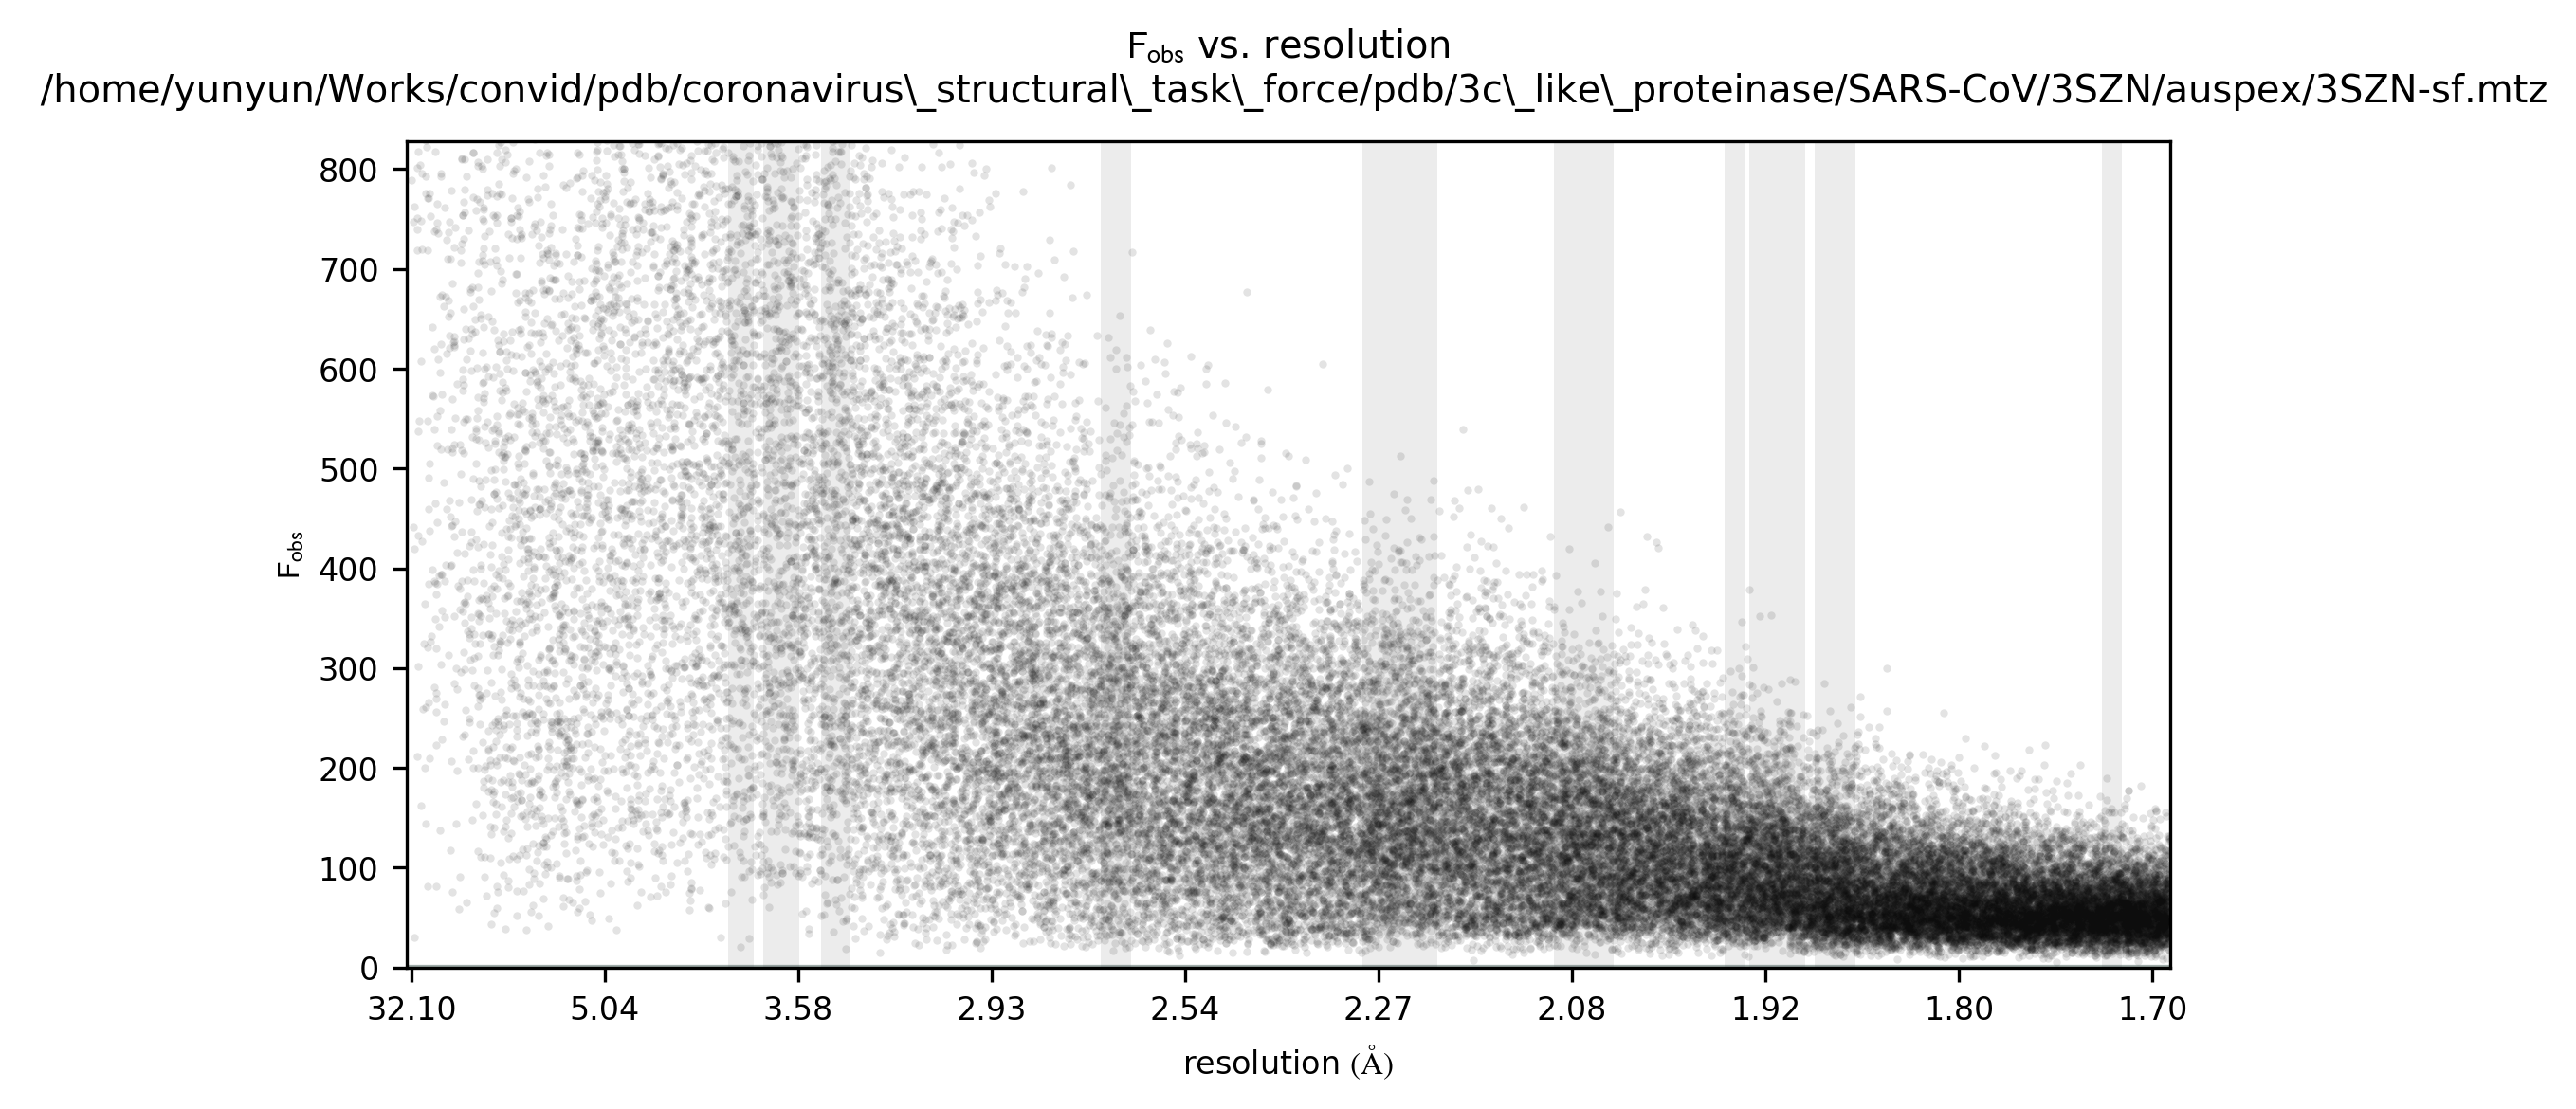 Fobs vs. resolution
/home/yunyun/Works/convid/pdb/coronavirus\_structural\_task\_force/pdb/3c\_like\_proteinase/SARS-CoV/3SZN/auspex/3SZN-sf.mtz
800
700
600
500
400
300
200
100
0
Fobs
32.10 5.04 3.58 2.93 2.54 2.27 2.08 1.92 1.80 1.70
resolution (Å)